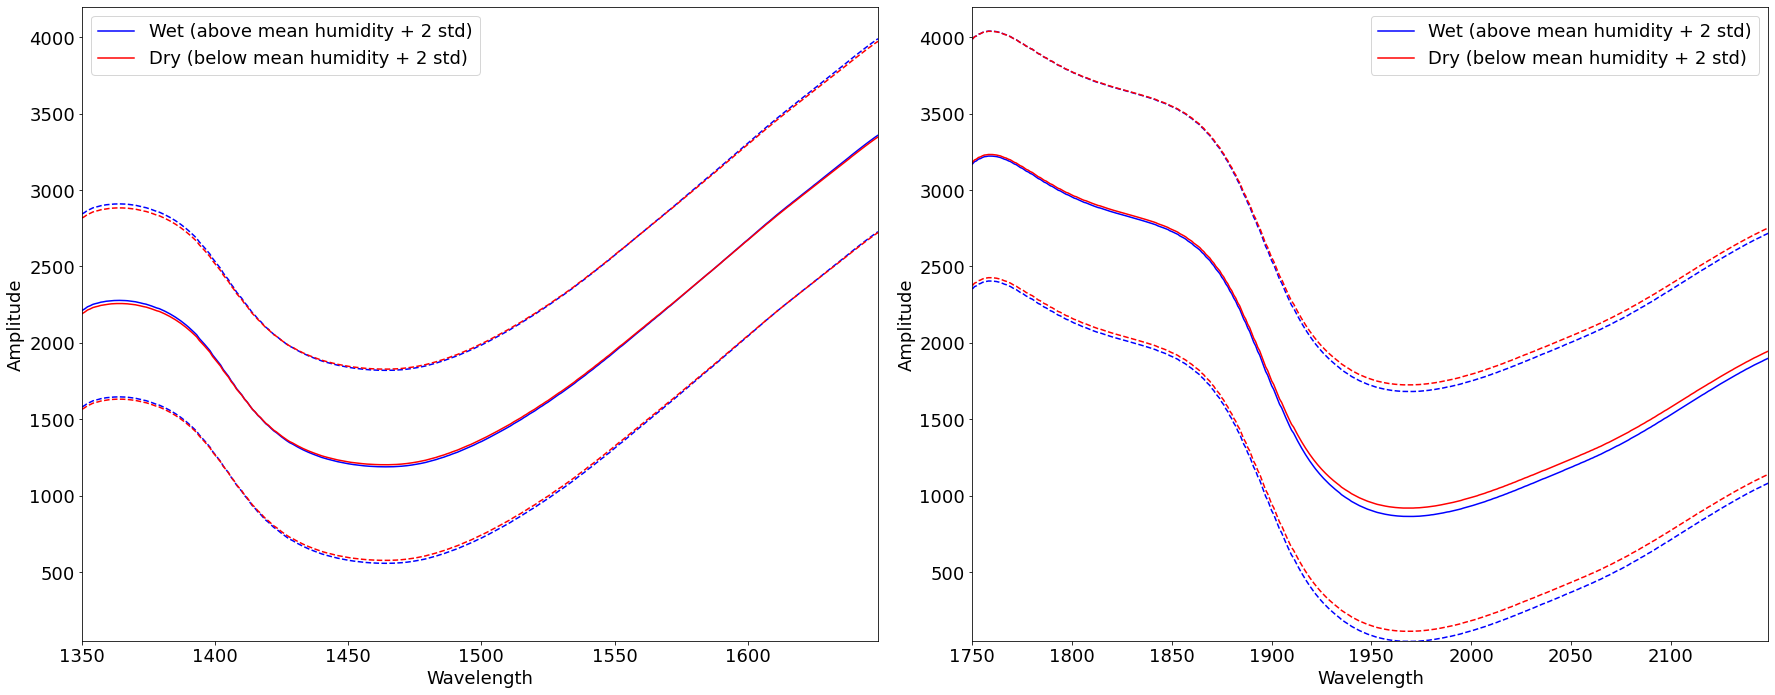 4000
3500
3000
2500
2000
1500
1000
500
Amplitude
Wet (above mean humidity + 2 std)
Dry (below mean humidity + 2 std)
1350 1400 1450 1500 1550 1600
Wavelength
4000
3500
3000
2500
2000
1500
1000
500
Amplitude
Wet (above mean humidity + 2 std)
Dry (below mean humidity + 2 std)
1750 1800 1850 1900 1950 2000 2050 2100
Wavelength